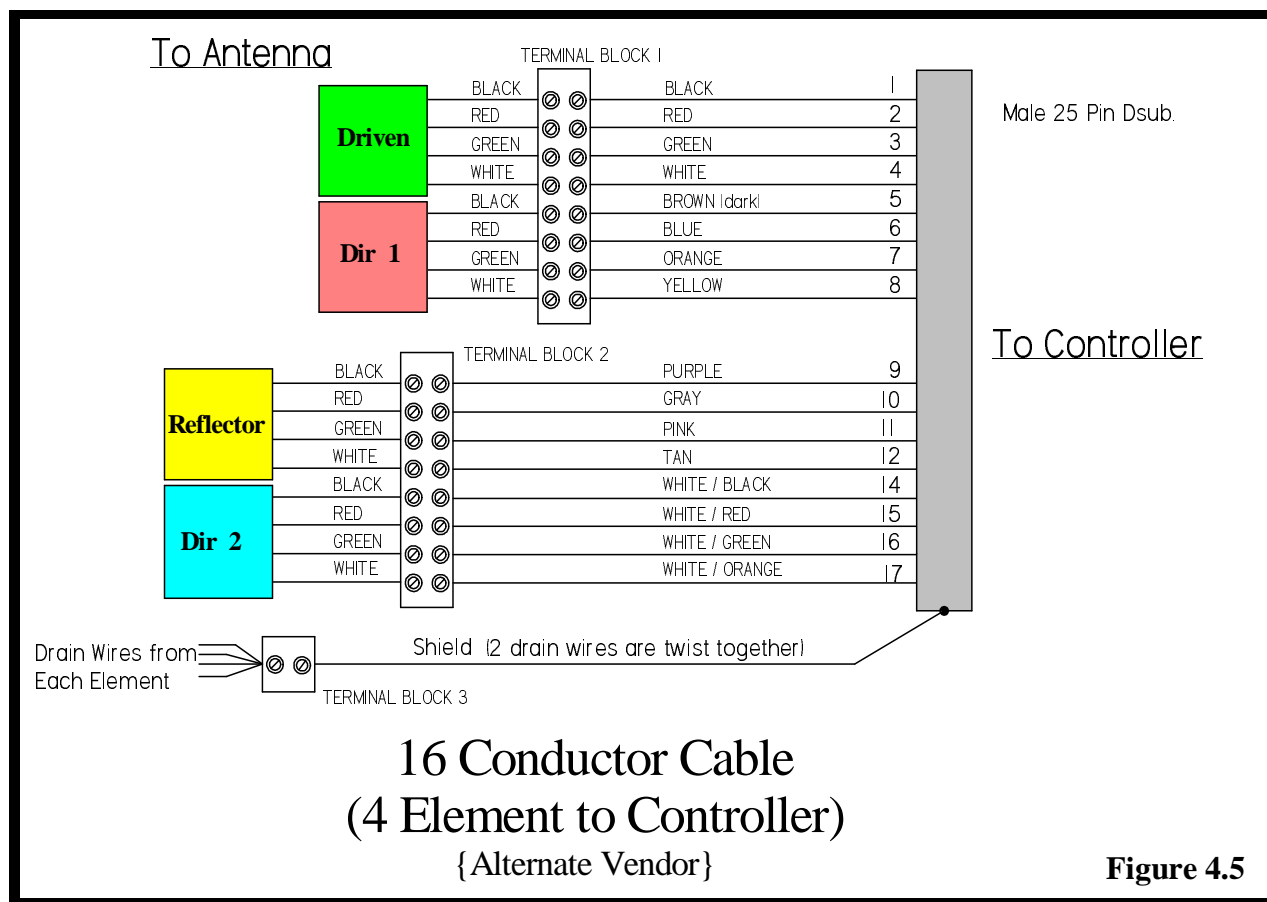 To Antenna
TERMINAL BLOCK 1
BLACK BLACK 1
RED RED 2
GREEN GREEN 3
WHITE WHITE 4
BLACK BROWN (dark) 5
RED BLUE 6
GREEN ORANGE 7
WHITE YELLOW 8
Driven
Dir 1
Male 25 Pin Dsub.
To Controller
TERMINAL BLOCK 2
BLACK PURPLE 9
RED GRAY 10
GREEN PINK 11
WHITE TAN 12
BLACK WHITE / BLACK 14
RED WHITE / RED 15
GREEN WHITE / GREEN 16
WHITE WHITE / ORANGE 17
Reflector
Dir 2
Drain Wires from
Each Element
Shield (2 drain wires are twist together)
TERMINAL BLOCK 3
16 Conductor Cable
(4 Element to Controller)
{Alternate Vendor}
Figure 4.5